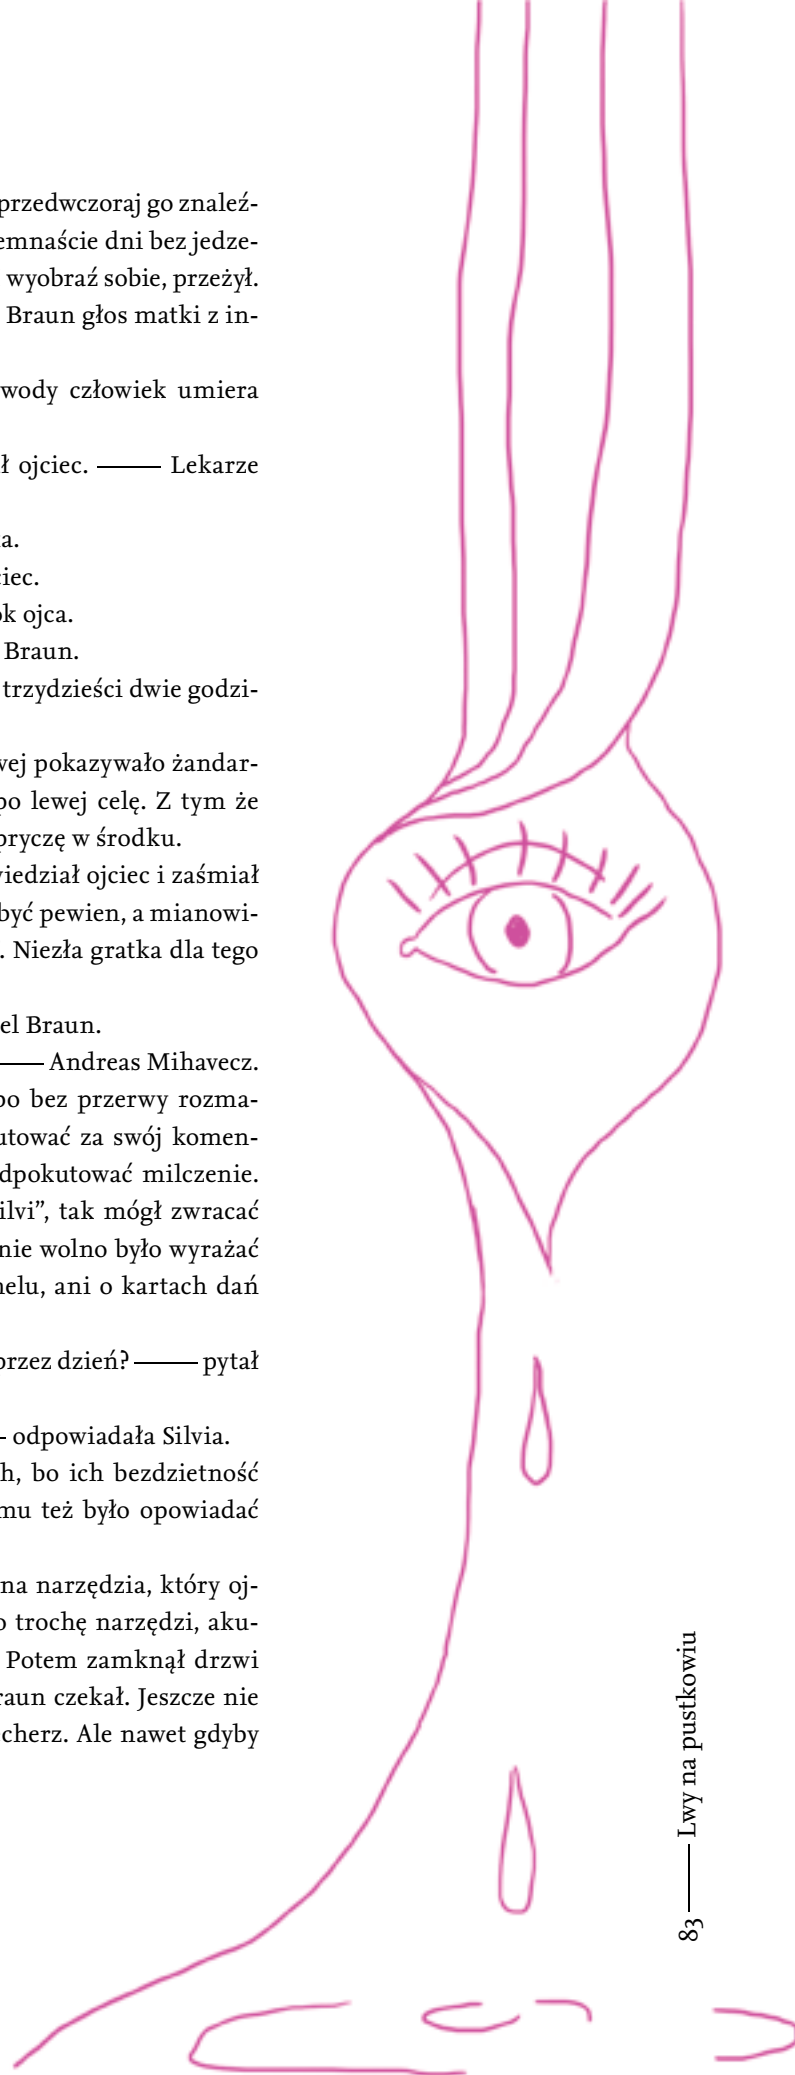 przedwczoraj go znaleź-
emnaście dni bez jedze-
wyobraź sobie, przeżył.
Braun głos matki z in-
wody człowiek umiera
ł ojciec. —— Lekarze
a.
ciec.
ok ojca.
Braun.
trzydzieści dwie godzi-
wej pokazywało żandar-
po lewej celę. Z tym że
pryczę w środku.
wiedział ojciec i zaśmiał
być pewien, a mianowi-
. Niezła gratka dla tego
el Braun.
—— Andreas Mihavecz.
bo bez przerwy rozma-
utować za swój komen-
dpokutować milczenie.
ilvi”, tak mógł zwracać
nie wolno było wyrażać
nelu, ani o kartach dań
przez dzień? —— pytał
— odpowiadała Silvia.
h, bo ich bezdzietność
mu też było opowiadać
na narzędzia, który oj-
o trochę narzędzi, aku-
Potem zamknął drzwi
raun czekał. Jeszcze nie
cherz. Ale nawet gdyby
83 —— Lwy na pustkowiu